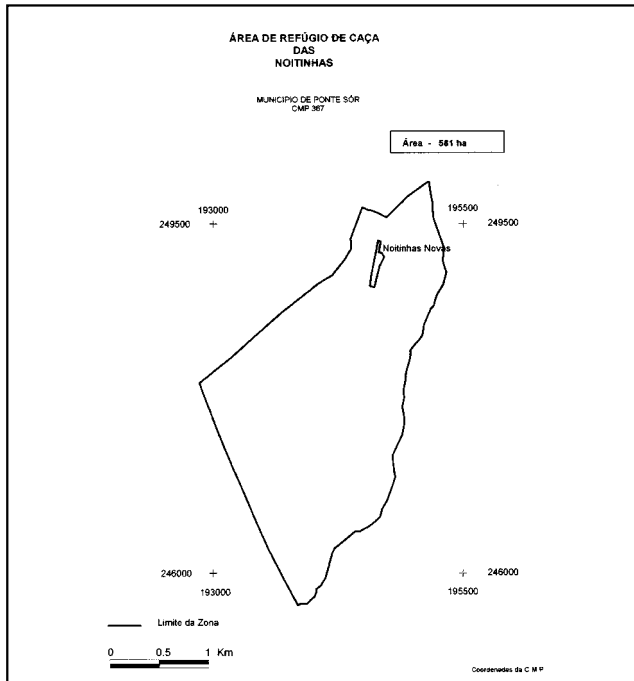 ÁREA DE REFÚGIO DE CAÇA
DAS
NOITINHAS
MUNICIPIO DE PONTE SÔR
CMP 367
Área - 561 ha
193000
195500
249500
249500
Noitinhas Novas
246000
246000
193000
195500
Limite da Zona
0 0.5 1 Km
Coordenadas da C M P